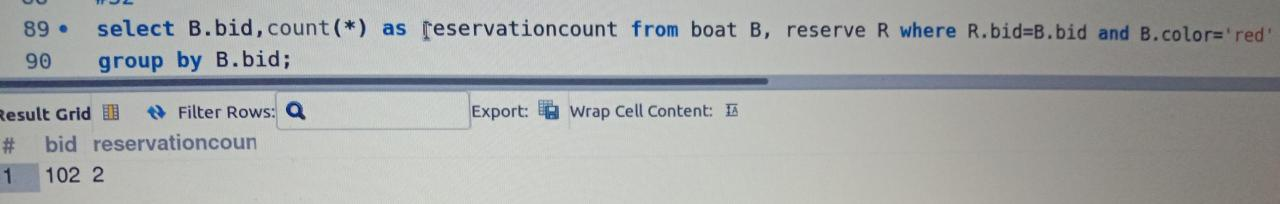 89 select B.bid,count(*) as reservationcount from boat B, reserve R where R.bid=B.bid and B.color='red'
90 group by B.bid;
Result Grid Filter Rows: Export: Wrap Cell Content: IA
# bid reservationcoun
1 102 2